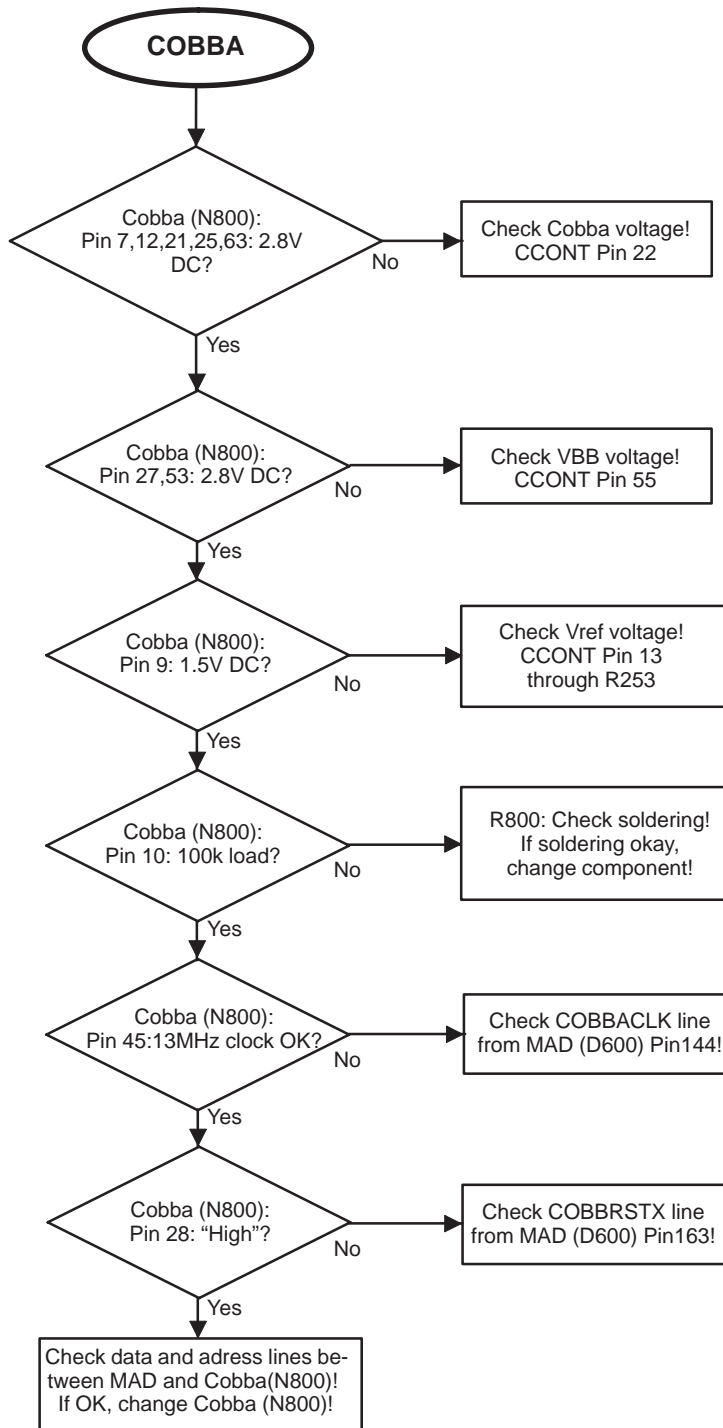 COBBA
Cobba (N800):
Pin 7,12,21,25,63: 2.8V
DC?
No
Check Cobba voltage!
CCONT Pin 22
Yes
Cobba (N800):
Pin 27,53: 2.8V DC?
No
Check VBB voltage!
CCONT Pin 55
Yes
Cobba (N800):
Pin 9: 1.5V DC?
No
Check Vref voltage!
CCONT Pin 13
through R253
Yes
Cobba (N800):
Pin 10: 100k load?
No
R800: Check soldering!
If soldering okay,
change component!
Yes
Cobba (N800):
Pin 45:13MHz clock OK?
No
Check COBBACLK line
from MAD (D600) Pin144!
Yes
Cobba (N800):
Pin 28: “High”?
No
Check COBBRSTX line
from MAD (D600) Pin163!
Yes
Check data and adress lines be-
tween MAD and Cobba(N800)!
If OK, change Cobba (N800)!